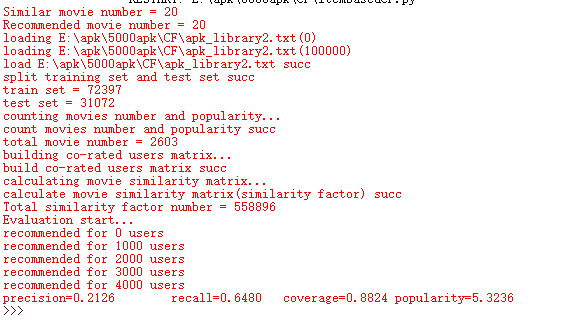 RESTART: E:\apk\5000apk\CF\itembasedcf.py
Similar movie number = 20
Recommended movie number = 20
loading E:\apk\5000apk\CF\apk_library2.txt(0)
loading E:\apk\5000apk\CF\apk_library2.txt(100000)
load E:\apk\5000apk\CF\apk_library2.txt succ
split training set and test set succ
train set = 72397
test set = 31072
counting movies number and popularity...
count movies number and popularity succ
total movie number = 2603
building co-rated users matrix...
build co-rated users matrix succ
calculating movie similarity matrix...
calculate movie similarity matrix(similarity factor) succ
Total similarity factor number = 558896
Evaluation start...
recommended for 0 users
recommended for 1000 users
recommended for 2000 users
recommended for 3000 users
recommended for 4000 users
precision=0.2126 recall=0.6480 coverage=0.8824 popularity=5.3236
>>>